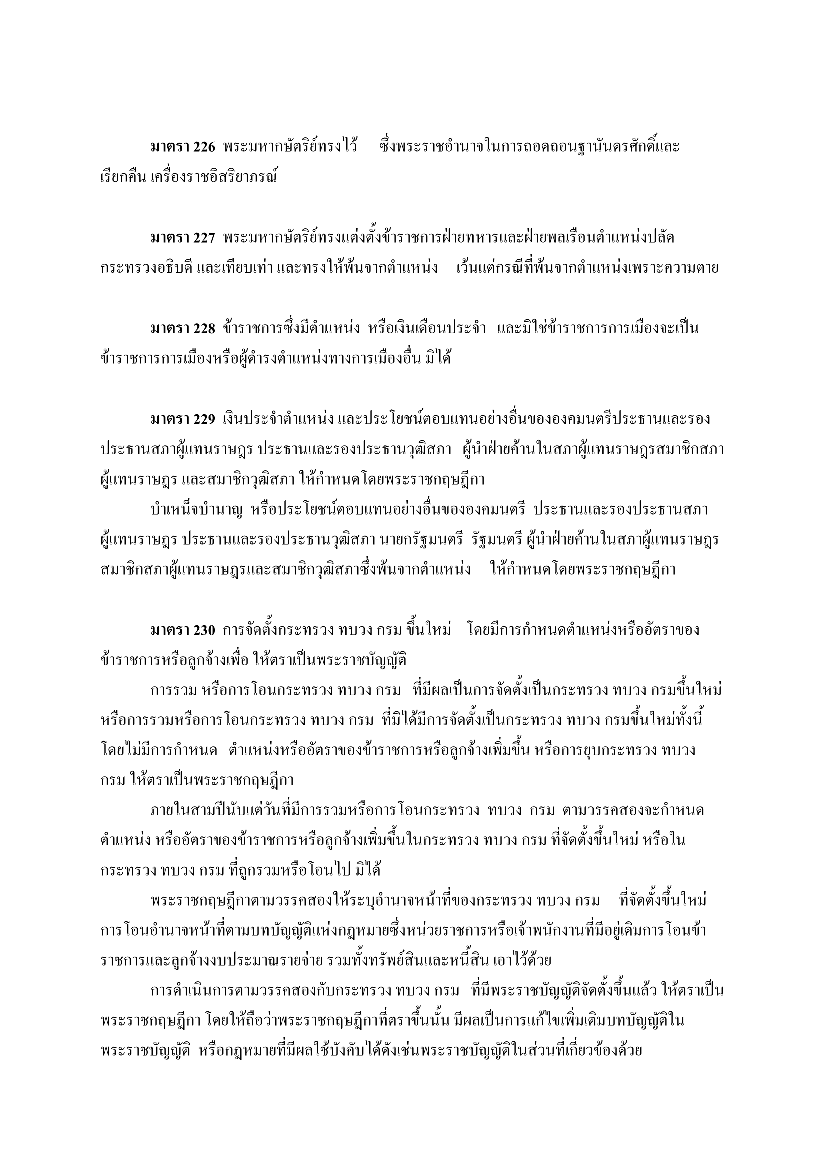 มาตรา 226 พระมหากษัตริย์ทรงไว้ ซึ่งพระราชอำนาจในการถอดถอนฐานันดรศักดิ์และ
เรียกคืน เครื่องราชอิสริยาภรณ์
มาตรา 227 พระมหากษัตริย์ทรงแต่งตั้งข้าราชการฝ่ายทหารและฝ่ายพลเรือนตำแหน่งปลัด
กระทรวงอธิบดี และเทียบเท่า และทรงให้พ้นจากตำแหน่ง เว้นแต่กรณีที่พ้นจากตำแหน่งเพราะความตาย
มาตรา 228 ข้าราชการซึ่งมีตำแหน่ง หรือเงินเดือนประจำ และมิใช่ข้าราชการการเมืองจะเป็น
ข้าราชการการเมืองหรือผู้ดำรงตำแหน่งทางการเมืองอื่น มิได้
มาตรา 229 เงินประจำตำแหน่ง และประโยชน์ตอบแทนอย่างอื่นขององคมนตรีประธานและรอง
ประธานสภาผู้แทนราษฎร ประธานและรองประธานวุฒิสภา ผู้นำฝ่ายค้านในสภาผู้แทนราษฎรสมาชิกสภา
ผู้แทนราษฎร และสมาชิกวุฒิสภา ให้กำหนดโดยพระราชกฤษฎีกา
บำเหน็จบำนาญ หรือประโยชน์ตอบแทนอย่างอื่นขององคมนตรี ประธานและรองประธานสภา
ผู้แทนราษฎร ประธานและรองประธานวุฒิสภา นายกรัฐมนตรี รัฐมนตรี ผู้นำฝ่ายค้านในสภาผู้แทนราษฎร
สมาชิกสภาผู้แทนราษฎรและสมาชิกวุฒิสภาซึ่งพ้นจากตำแหน่ง ให้กำหนดโดยพระราชกฤษฎีกา
มาตรา 230 การจัดตั้งกระทรวง ทบวง กรม ขึ้นใหม่ โดยมีการกำหนดตำแหน่งหรืออัตราของ
ข้าราชการหรือลูกจ้างเพื่อ ให้ตราเป็นพระราชบัญญัติ
การรวม หรือการโอนกระทรวง ทบวง กรม ที่มีผลเป็นการจัดตั้งเป็นกระทรวง ทบวง กรมขึ้นใหม่
หรือการรวมหรือการโอนกระทรวง ทบวง กรม ที่มิได้มีการจัดตั้งเป็นกระทรวง ทบวง กรมขึ้นใหม่ทั้งนี้
โดยไม่มีการกำหนด ตำแหน่งหรืออัตราของข้าราชการหรือลูกจ้างเพิ่มขึ้น หรือการยุบกระทรวง ทบวง
กรม ให้ตราเป็นพระราชกฤษฎีกา
ภายในสามปีนับแต่วันที่มีการรวมหรือการโอนกระทรวง ทบวง กรม ตามวรรคสองจะกำหนด
ตำแหน่ง หรืออัตราของข้าราชการหรือลูกจ้างเพิ่มขึ้นในกระทรวง ทบวง กรม ที่จัดตั้งขึ้นใหม่ หรือใน
กระทรวง ทบวง กรม ที่ถูกรวมหรือโอนไป มิได้
พระราชกฤษฎีกาตามวรรคสองให้ระบุอำนาจหน้าที่ของกระทรวง ทบวง กรม ที่จัดตั้งขึ้นใหม่
การโอนอำนาจหน้าที่ตามบทบัญญัติแห่งกฎหมายซึ่งหน่วยราชการหรือเจ้าพนักงานที่มีอยู่เดิมการโอนข้า
ราชการและลูกจ้างงบประมาณรายจ่าย รวมทั้งทรัพย์สินและหนี้สิน เอาไว้ด้วย
การดำเนินการตามวรรคสองกับกระทรวง ทบวง กรม ที่มีพระราชบัญญัติจัดตั้งขึ้นแล้ว ให้ตราเป็น
พระราชกฤษฎีกา โดยให้ถือว่าพระราชกฤษฎีกาที่ตราขึ้นนั้น มีผลเป็นการแก้ไขเพิ่มเติมบทบัญญัติใน
พระราชบัญญัติ หรือกฎหมายที่มีผลใช้บังคับได้ดังเช่นพระราชบัญญัติในส่วนที่เกี่ยวข้องด้วย